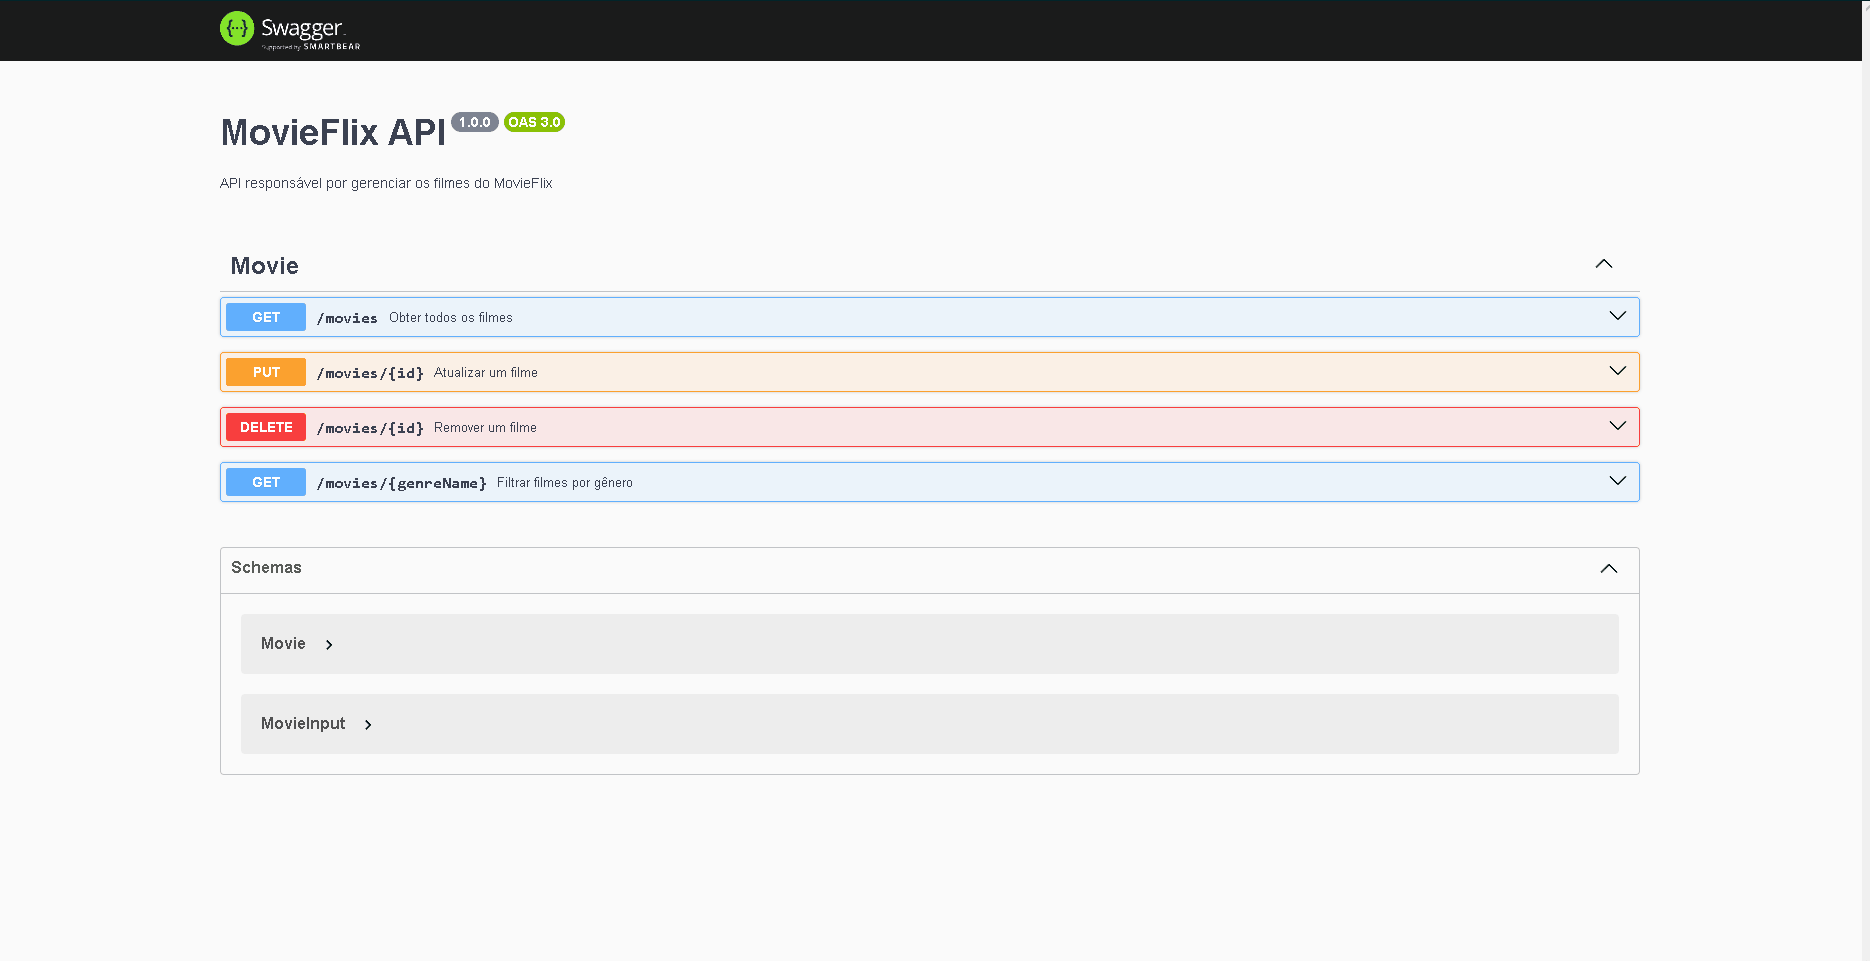 Swagger
Supported by SMARTBEAR
MovieFlix API 1.0.0 OAS 3.0
API responsável por gerenciar os filmes do MovieFlix
Movie
GET /movies Obter todos os filmes
PUT /movies/{id} Atualizar um filme
DELETE /movies/{id} Remover um filme
GET /movies/{genreName} Filtrar filmes por gênero
Schemas
Movie
MovieInput